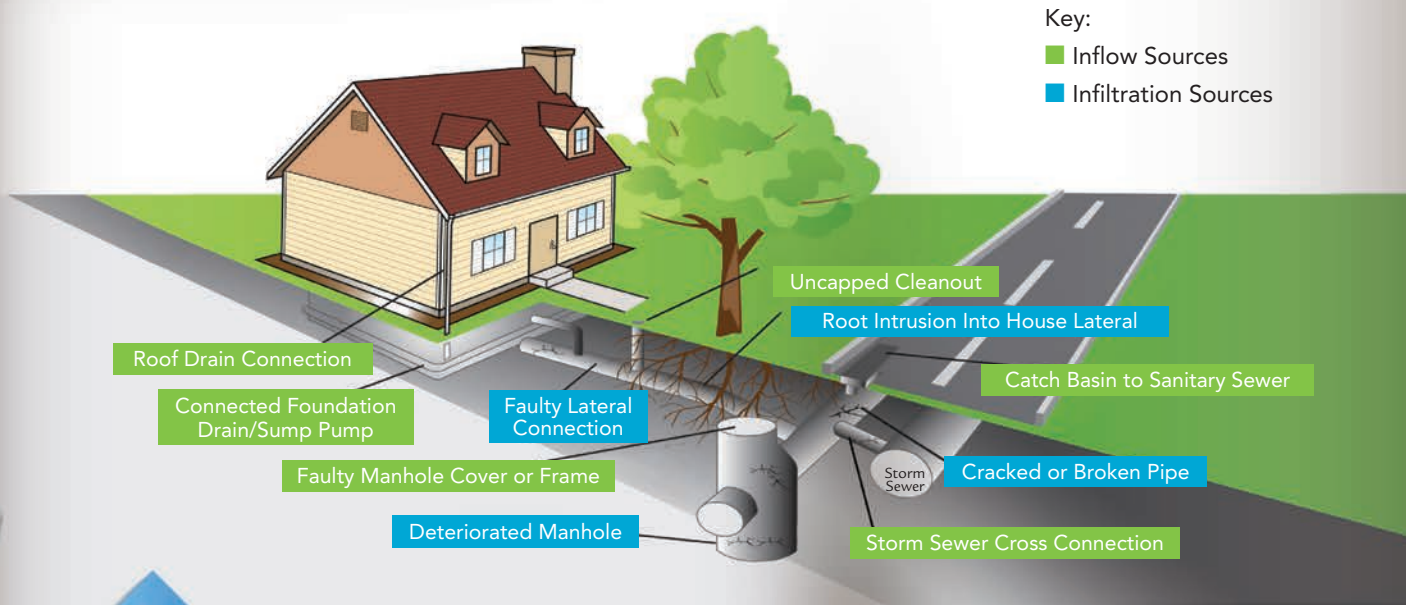 Key:
Inflow Sources
Infiltration Sources
Uncapped Cleanout
Root Intrusion Into House Lateral
Roof Drain Connection
Catch Basin to Sanitary Sewer
Connected Foundation
Drain/Sump Pump
Faulty Lateral
Connection
Faulty Manhole Cover or Frame
Storm
Sewer
Cracked or Broken Pipe
Deteriorated Manhole
Storm Sewer Cross Connection